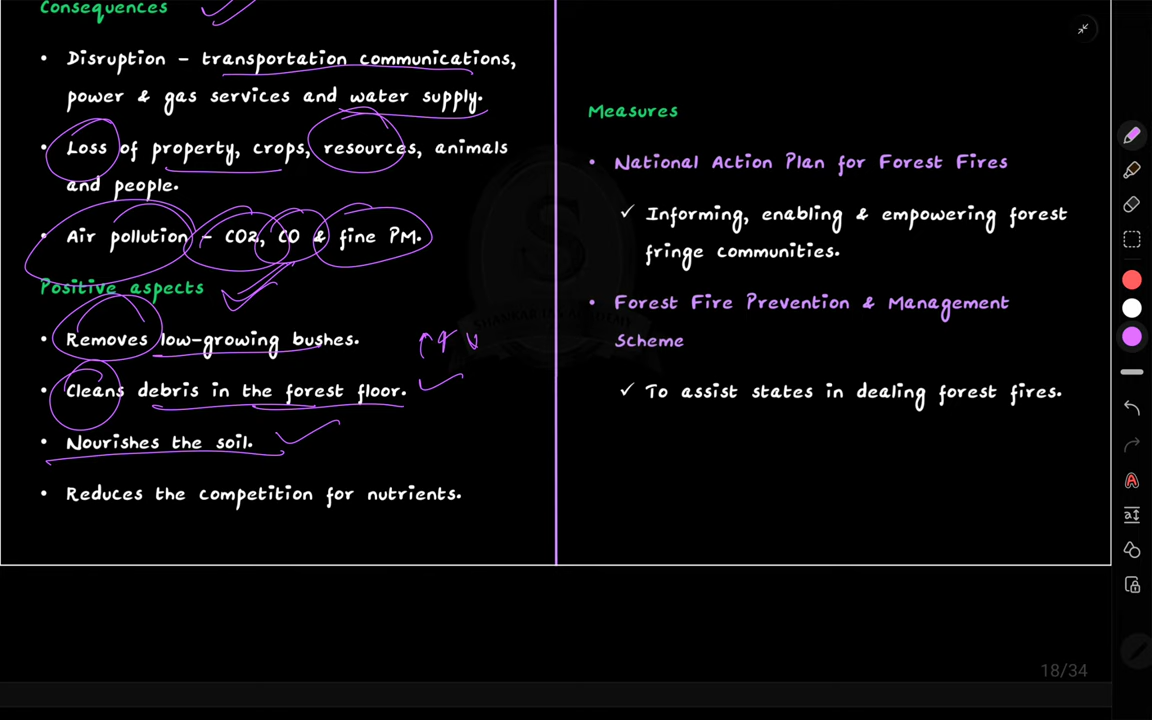 Consequences
• Disruption – transportation communications,
power & gas services and water supply.
• Loss of property, crops, resources, animals
and people.
• Air pollution – CO2, CO & fine PM.
Positive aspects
• Removes low-growing bushes.
• Cleans debris in the forest floor.
• Nourishes the soil.
• Reduces the competition for nutrients.
Measures
• National Action Plan for Forest Fires
✓ Informing, enabling & empowering forest
fringe communities.
• Forest Fire Prevention & Management
Scheme
✓ To assist states in dealing forest fires.
SHANKAR IAS ACADEMY
18/34